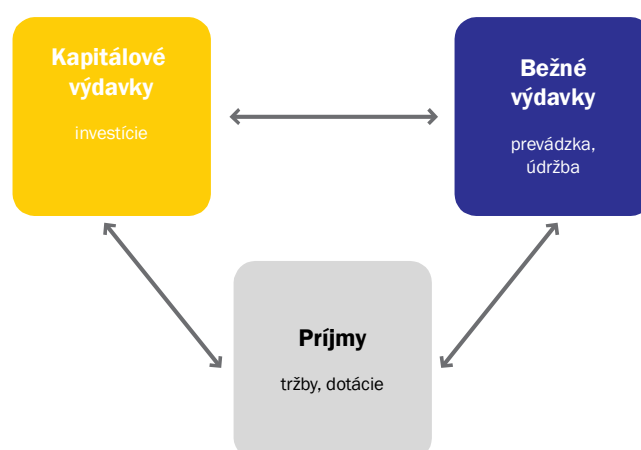 Kapitálové
výdavky
investície
Bežné
výdavky
prevádzka,
údržba
Príjmy
tržby, dotácie